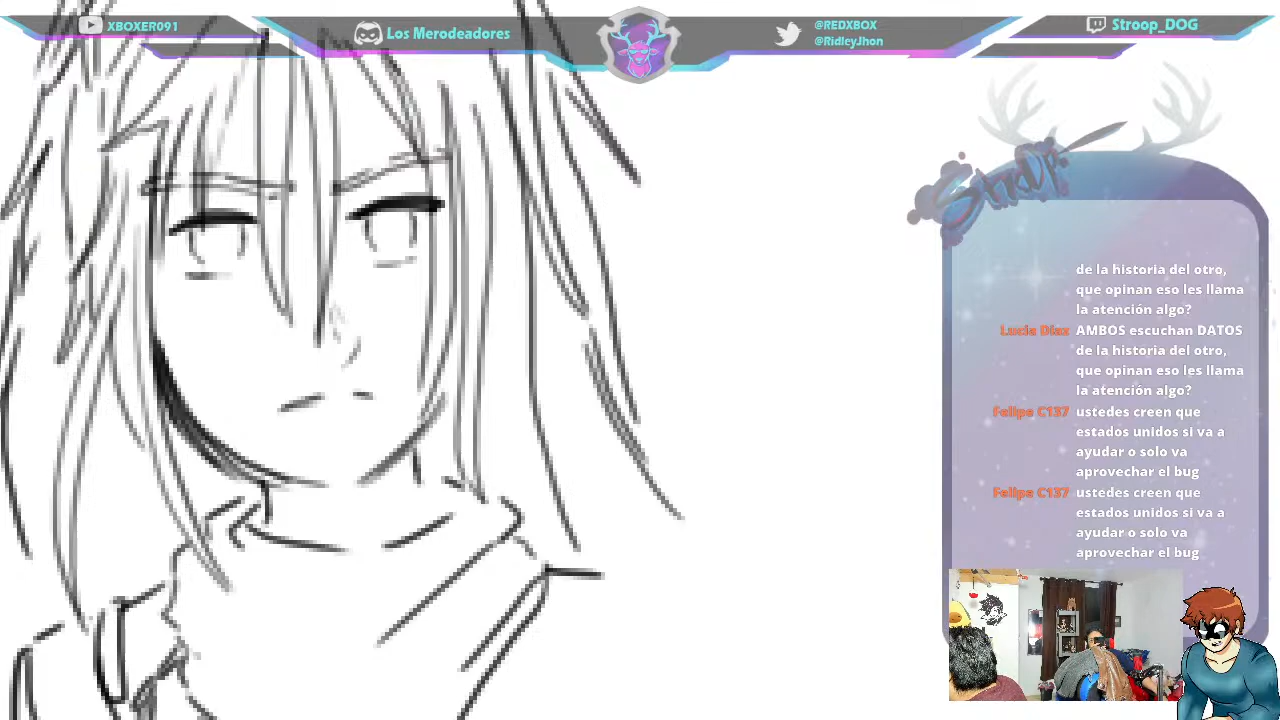 XBOXER091
Los Merodeadores
@REDXBOX
@RidleyJhon
Stroop_DOG
Stroop
de la historia del otro,
que opinan eso les llama
la atención algo?
Lucía Díaz AMBOS escuchan DATOS
de la historia del otro,
que opinan eso les llama
la atención algo?
Felipe C137 ustedes creen que
estados unidos si va a
ayudar o solo va
aprovechar el bug
Felipe C137 ustedes creen que
estados unidos si va a
ayudar o solo va
aprovechar el bug